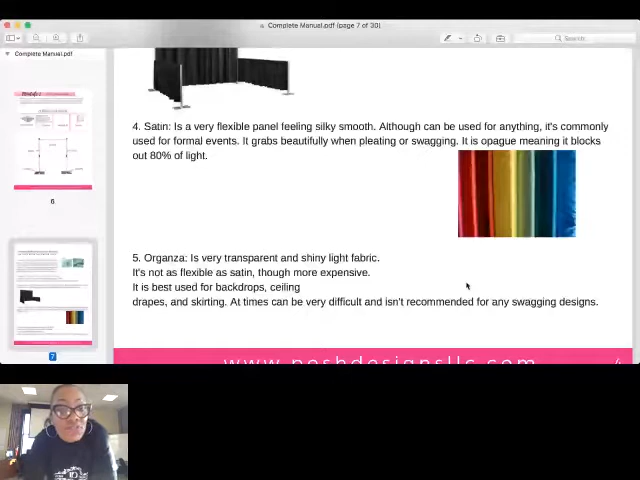 Complete Manual.pdf (page 7 of 30)
Search
Complete Manual.pdf
4. Satin: Is a very flexible panel feeling silky smooth. Although can be used for anything, it's commonly
used for formal events. It grabs beautifully when pleating or swagging. It is opague meaning it blocks
out 80% of light.
6
5. Organza: Is very transparent and shiny light fabric.
It's not as flexible as satin, though more expensive.
It is best used for backdrops, ceiling
drapes, and skirting. At times can be very difficult and isn't recommended for any swagging designs.
7
www.poshdesignsllc.com
4